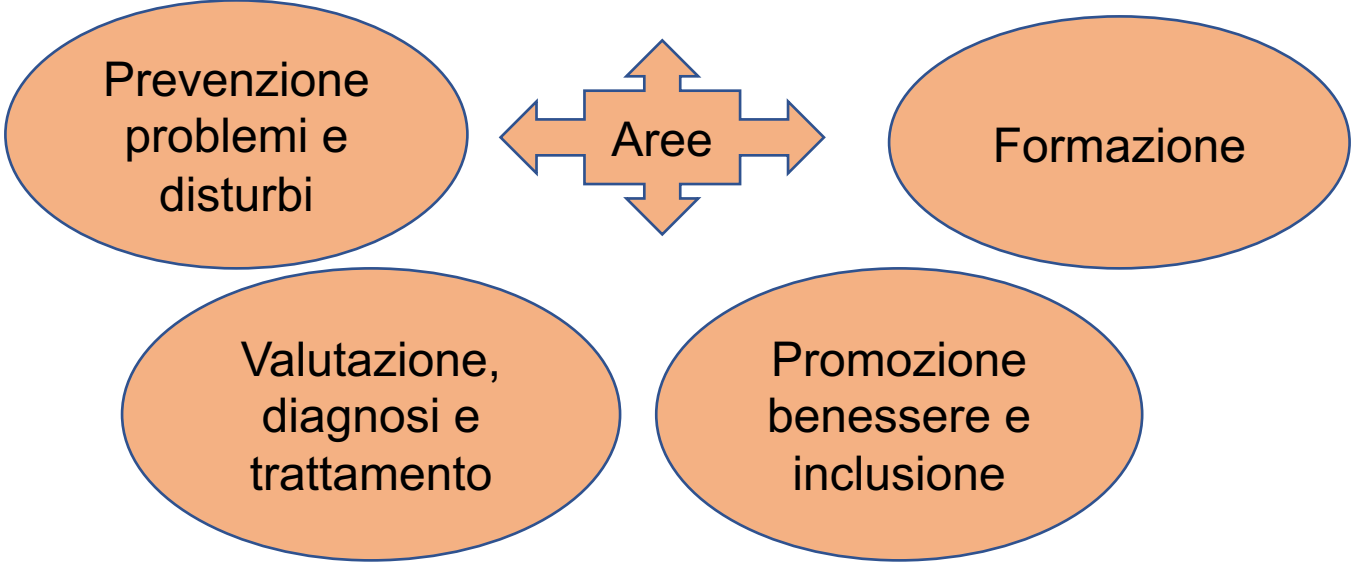 Prevenzione
problemi e
disturbi
Aree
Formazione
Valutazione,
diagnosi e
trattamento
Promozione
benessere e
inclusione